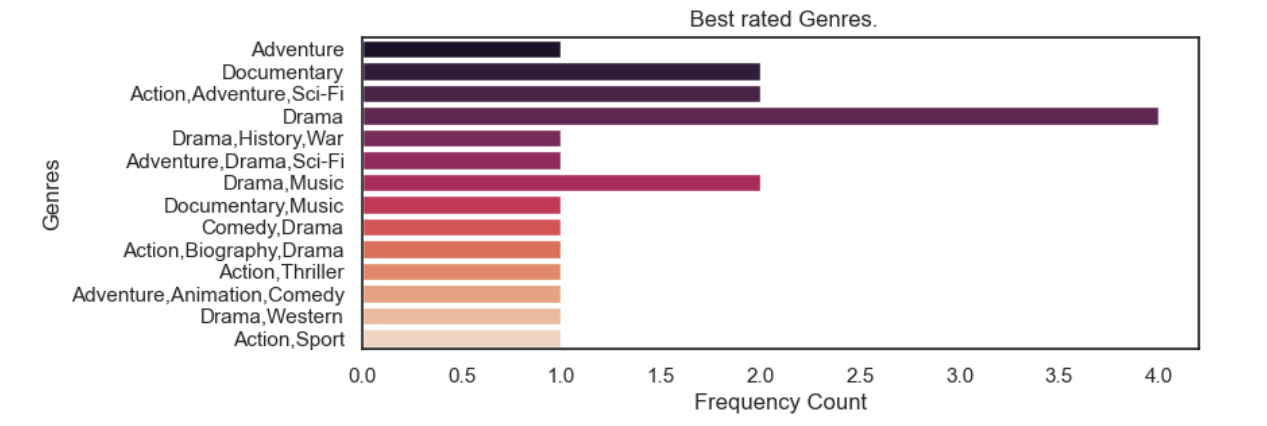 Best rated Genres.
Genres
Adventure
Documentary
Action,Adventure,Sci-Fi
Drama
Drama,History,War
Adventure,Drama,Sci-Fi
Drama,Music
Documentary,Music
Comedy,Drama
Action,Biography,Drama
Action,Thriller
Adventure,Animation,Comedy
Drama,Western
Action,Sport
0.0 0.5 1.0 1.5 2.0 2.5 3.0 3.5 4.0
Frequency Count